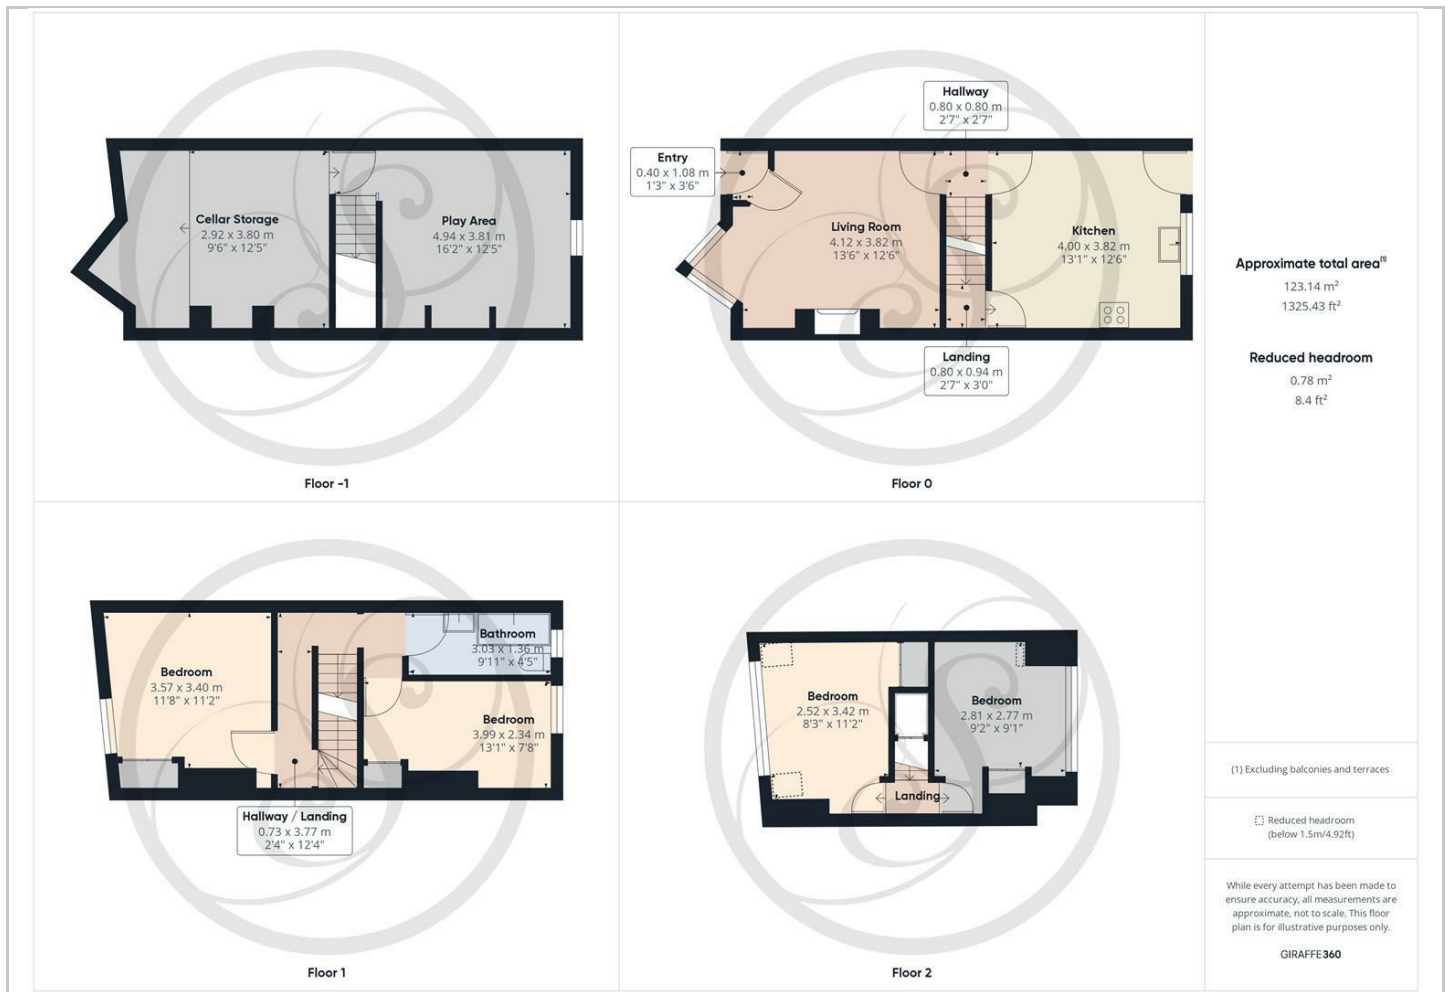 Cellar Storage
2.92 x 3.80 m
9'6" x 12'5"
Play Area
4.94 x 3.81 m
16'2" x 12'5"
Floor -1
Hallway
0.80 x 0.80 m
2'7" x 2'7"
Entry
0.40 x 1.08 m
1'3" x 3'6"
Living Room
4.12 x 3.82 m
13'6" x 12'6"
Kitchen
4.00 x 3.82 m
13'1" x 12'6"
Landing
0.80 x 0.94 m
2'7" x 3'0"
Floor 0
Bedroom
3.57 x 3.40 m
11'8" x 11'2"
Bathroom
3.03 x 1.36 m
9'11" x 4'5"
Bedroom
3.99 x 2.34 m
13'1" x 7'8"
Hallway / Landing
0.73 x 3.77 m
2'4" x 12'4"
Floor 1
Bedroom
2.52 x 3.42 m
8'3" x 11'2"
Bedroom
2.81 x 2.77 m
9'2" x 9'1"
Landing
Floor 2
Approximate total area⁽¹⁾
123.14 m²
1325.43 ft²
Reduced headroom
0.78 m²
8.4 ft²
(1) Excluding balconies and terraces
Reduced headroom
(below 1.5m/4.92ft)
While every attempt has been made to
ensure accuracy, all measurements are
approximate, not to scale. This floor
plan is for illustrative purposes only.
GIRAFFE360